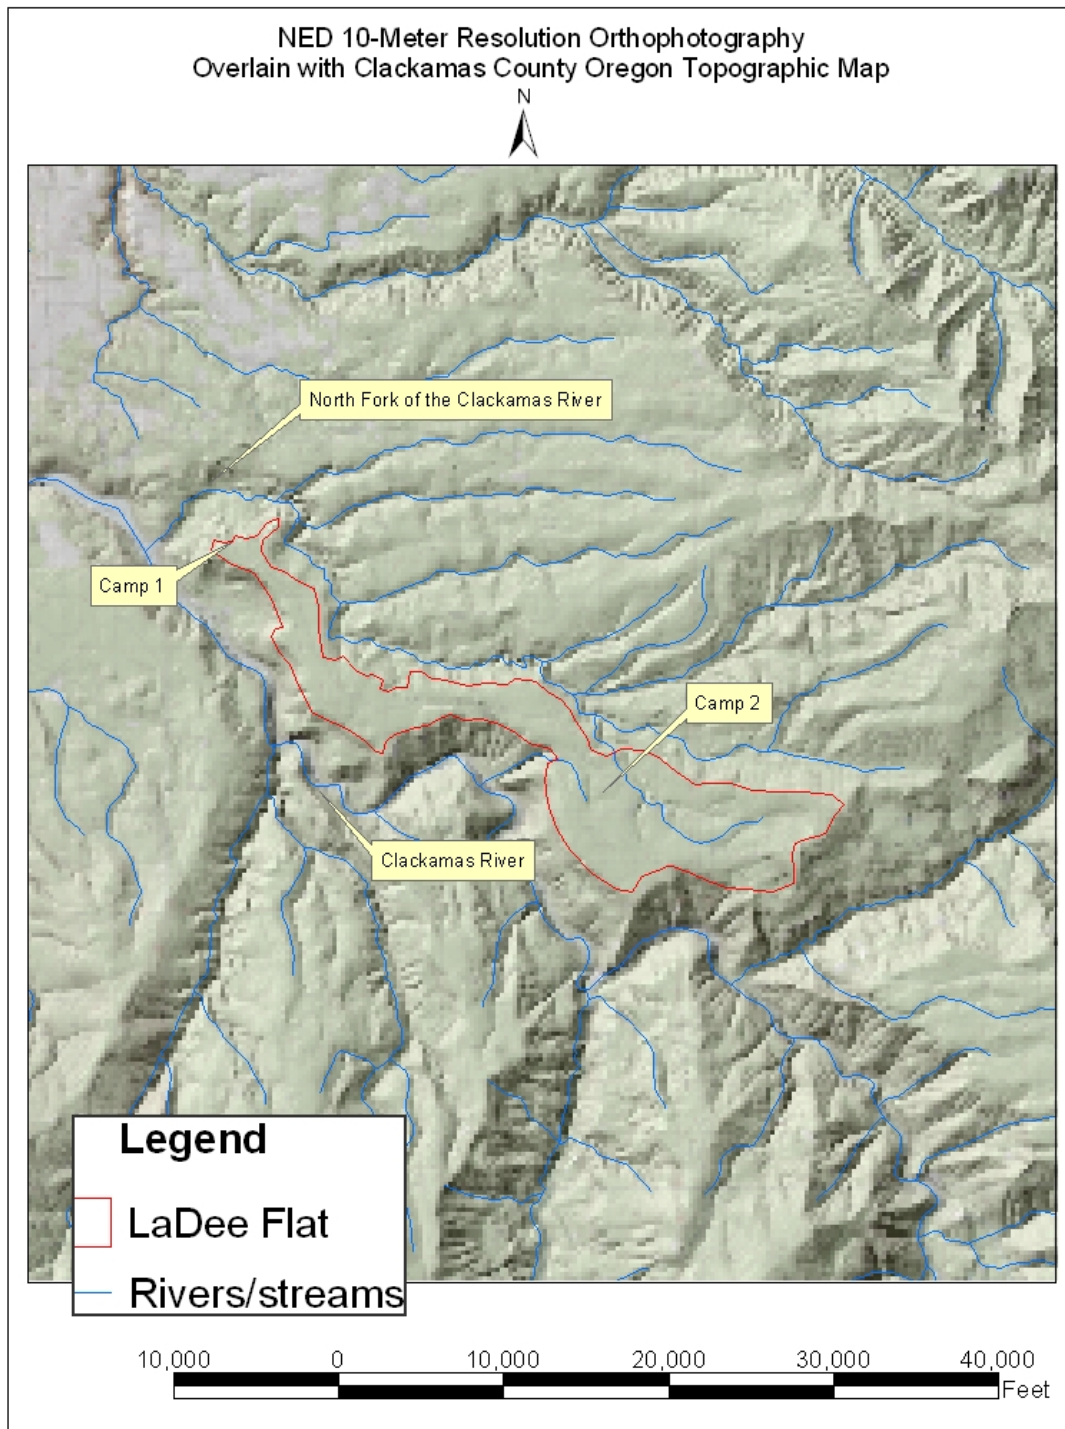 NED 10-Meter Resolution Orthophotography
Overlain with Clackamas County Oregon Topographic Map
N
North Fork of the Clackamas River
Camp 1
Camp 2
Clackamas River
Legend
LaDee Flat
Rivers/streams
10,000 0 10,000 20,000 30,000 40,000
Feet